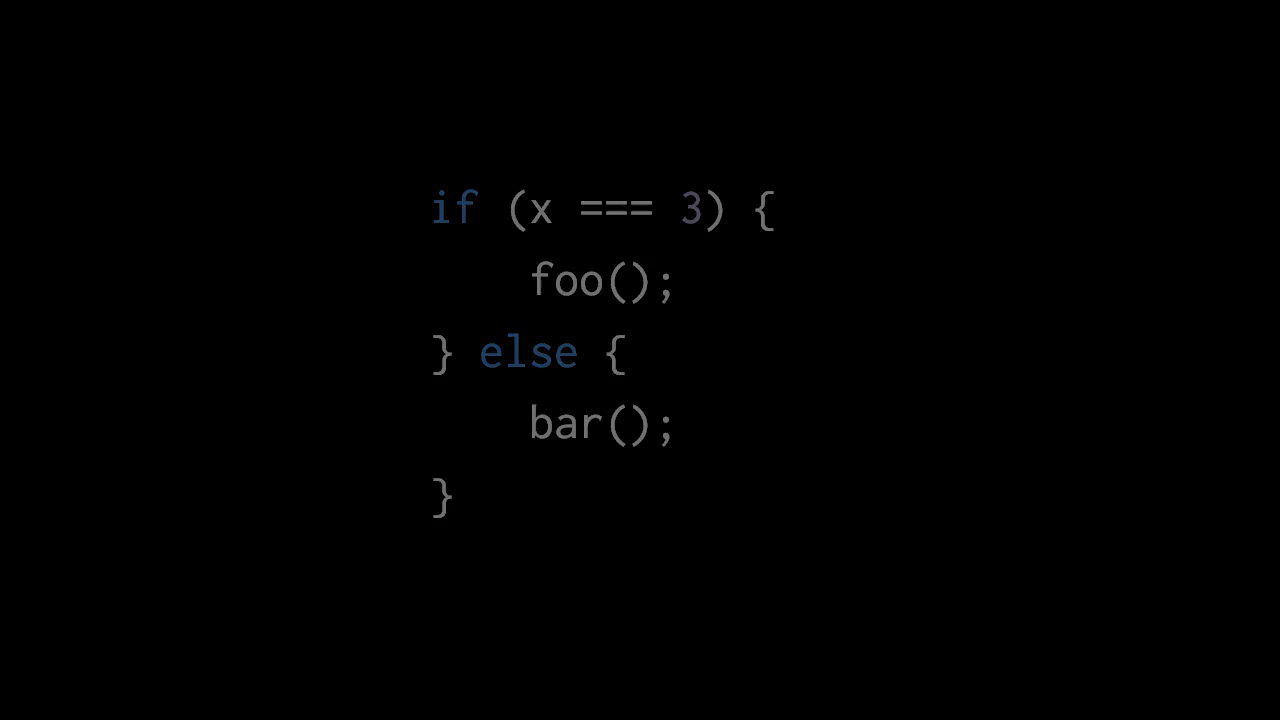 if (x === 3) {
    foo();
} else {
    bar();
}